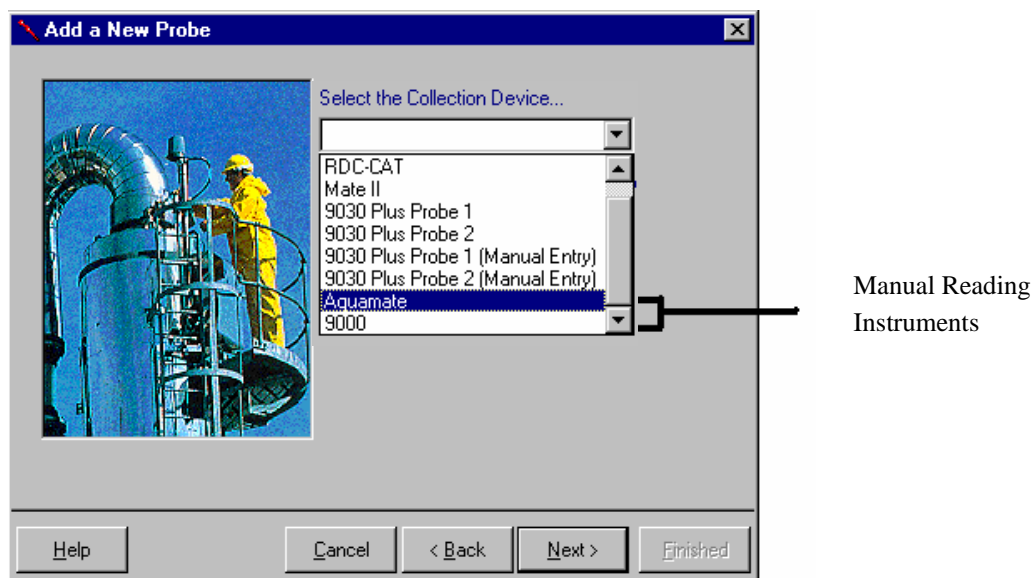 Add a New Probe
Select the Collection Device...
RDC-CAT
Mate II
9030 Plus Probe 1
9030 Plus Probe 2
9030 Plus Probe 1 (Manual Entry)
9030 Plus Probe 2 (Manual Entry)
Aquamate
9000
Manual Reading
Instruments
Help
Cancel
< Back
Next >
Finished